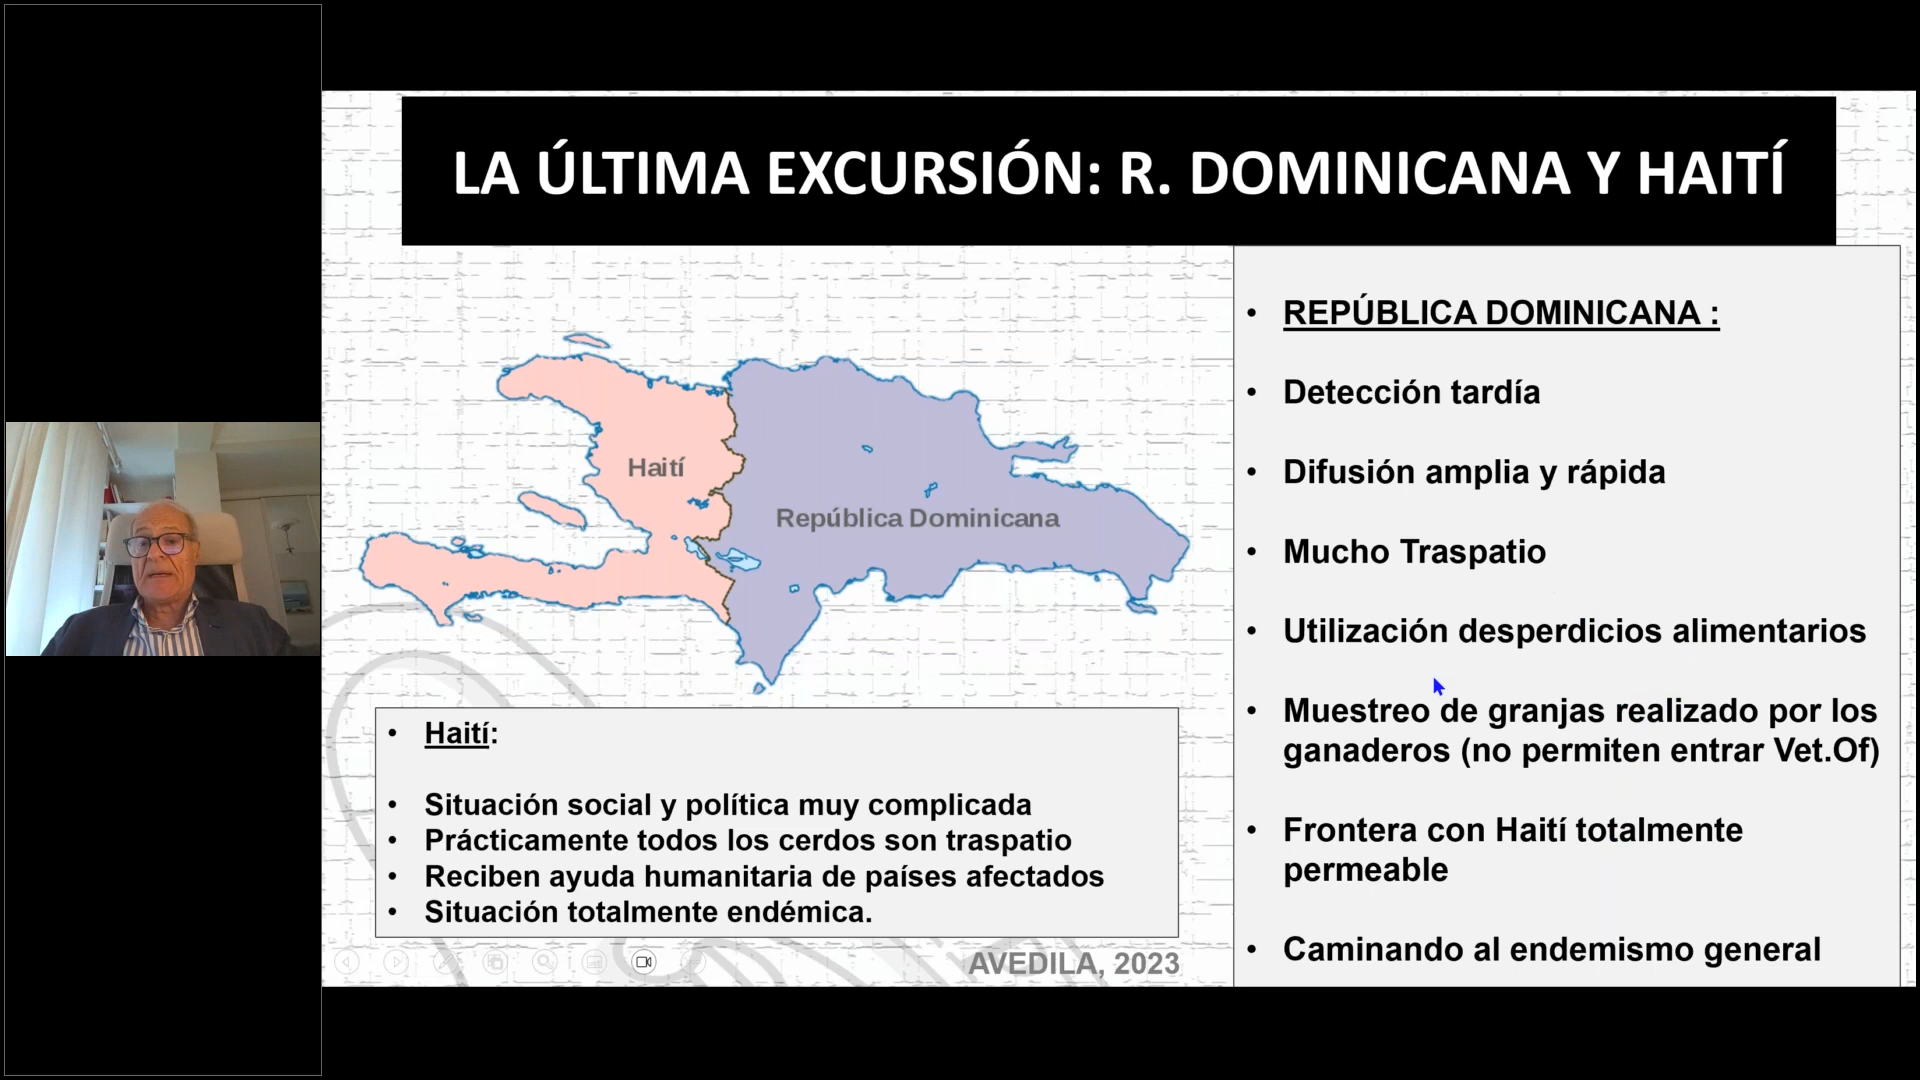 LA ÚLTIMA EXCURSIÓN: R. DOMINICANA Y HAITÍ
Haití
República Dominicana
• Haití:
• Situación social y política muy complicada
• Prácticamente todos los cerdos son traspatio
• Reciben ayuda humanitaria de países afectados
• Situación totalmente endémica.
AVEDILA, 2023
• REPÚBLICA DOMINICANA :
• Detección tardía
• Difusión amplia y rápida
• Mucho Traspatio
• Utilización desperdicios alimentarios
• Muestreo de granjas realizado por los
ganaderos (no permiten entrar Vet.Of)
• Frontera con Haití totalmente
permeable
• Caminando al endemismo general